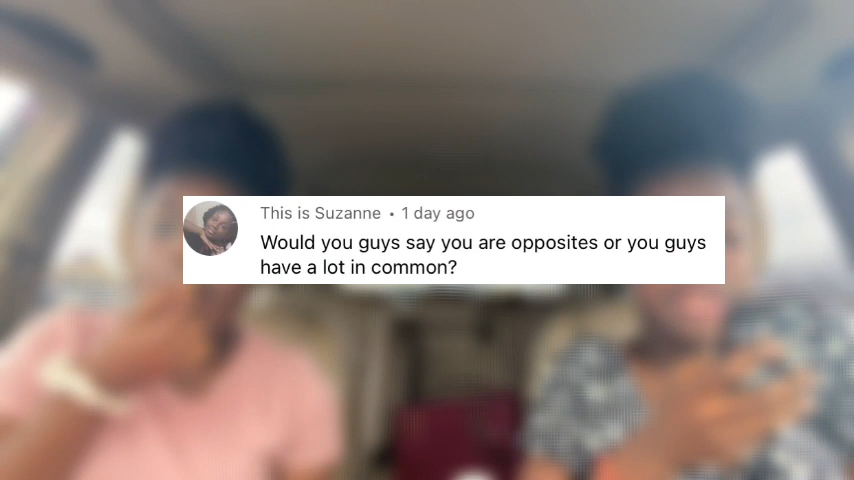 This is Suzanne • 1 day ago
Would you guys say you are opposites or you guys
have a lot in common?